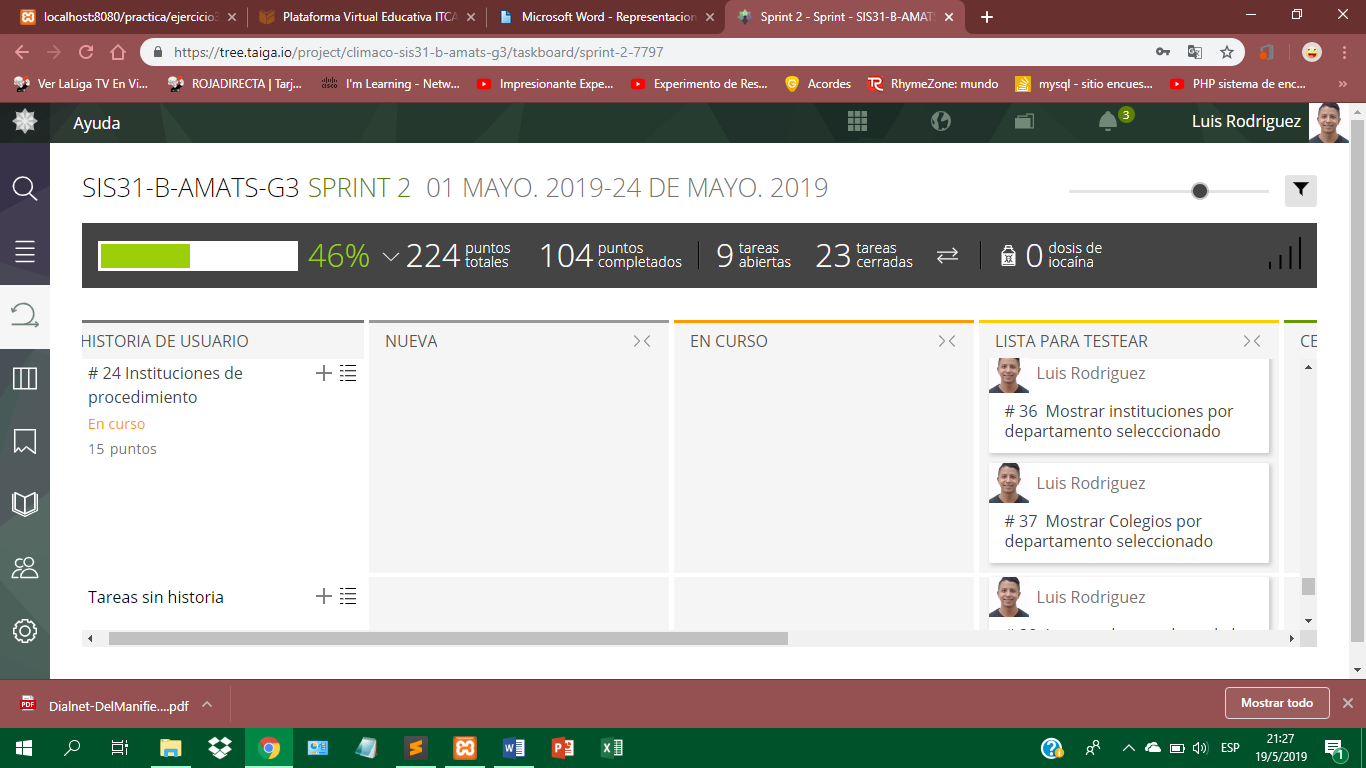 localhost:8080/practica/ejercicio3
Plataforma Virtual Educativa ITCA
Microsoft Word - Representacion
Sprint 2 - Sprint - SIS31-B-AMATS
https://tree.taiga.io/project/climaco-sis31-b-amats-g3/taskboard/sprint-2-7797
Ver LaLiga TV En Vi...
ROJADIRECTA | Tarj...
I'm Learning - Netw...
Impresionante Expe...
Experimento de Res...
Acordes
RhymeZone: mundo
mysql - sitio encues...
PHP sistema de enc...
Ayuda
3
Luis Rodriguez
SIS31-B-AMATS-G3 SPRINT 2 01 MAYO. 2019-24 DE MAYO. 2019
46%
224 puntos totales
104 puntos completados
9 tareas abiertas
23 tareas cerradas
0 dosis de iocaína
HISTORIA DE USUARIO
NUEVA
EN CURSO
LISTA PARA TESTEAR
CE
# 24 Instituciones de
procedimiento
En curso
15 puntos
Luis Rodriguez
# 36 Mostrar instituciones por
departamento selecccionado
Luis Rodriguez
# 37 Mostrar Colegios por
departamento seleccionado
Tareas sin historia
Luis Rodriguez
PDF
Dialnet-DelManifie....pdf
Mostrar todo
ESP
21:27
19/5/2019
1